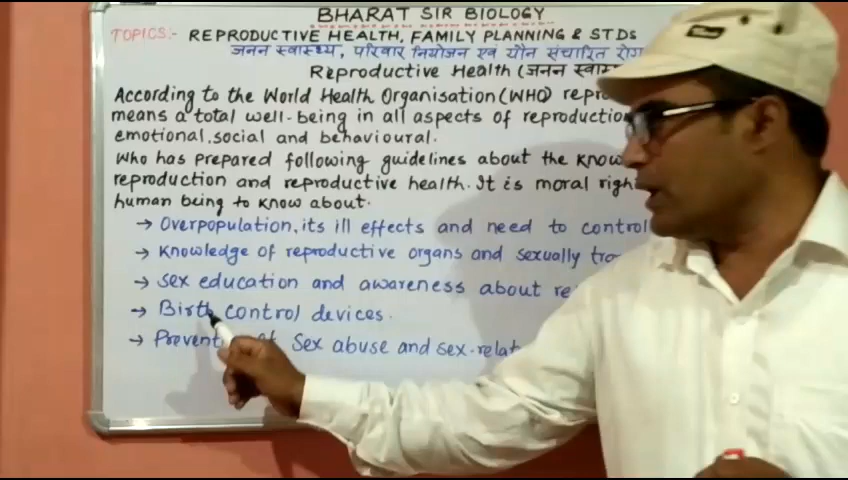 BHARAT SIR BIOLOGY
TOPICS:- REPRODUCTIVE HEALTH, FAMILY PLANNING & STDs
जनन स्वास्थ्य, परिवार नियोजन एवं यौन संचारित रोग
Reproductive Health (जनन
According to the World Health Organisation (WHO)
means a total well-being in all aspects of reproduction
emotional, social and behavioural.
Who has prepared following guidelines about the
reproduction and reproductive health. It is moral
human being to know about.
→ Overpopulation, its ill effects and need to control
→ Knowledge of reproductive organs and sexually
→ Sex education and awareness about
→ Birth control devices.
→ Sex abuse and sex-